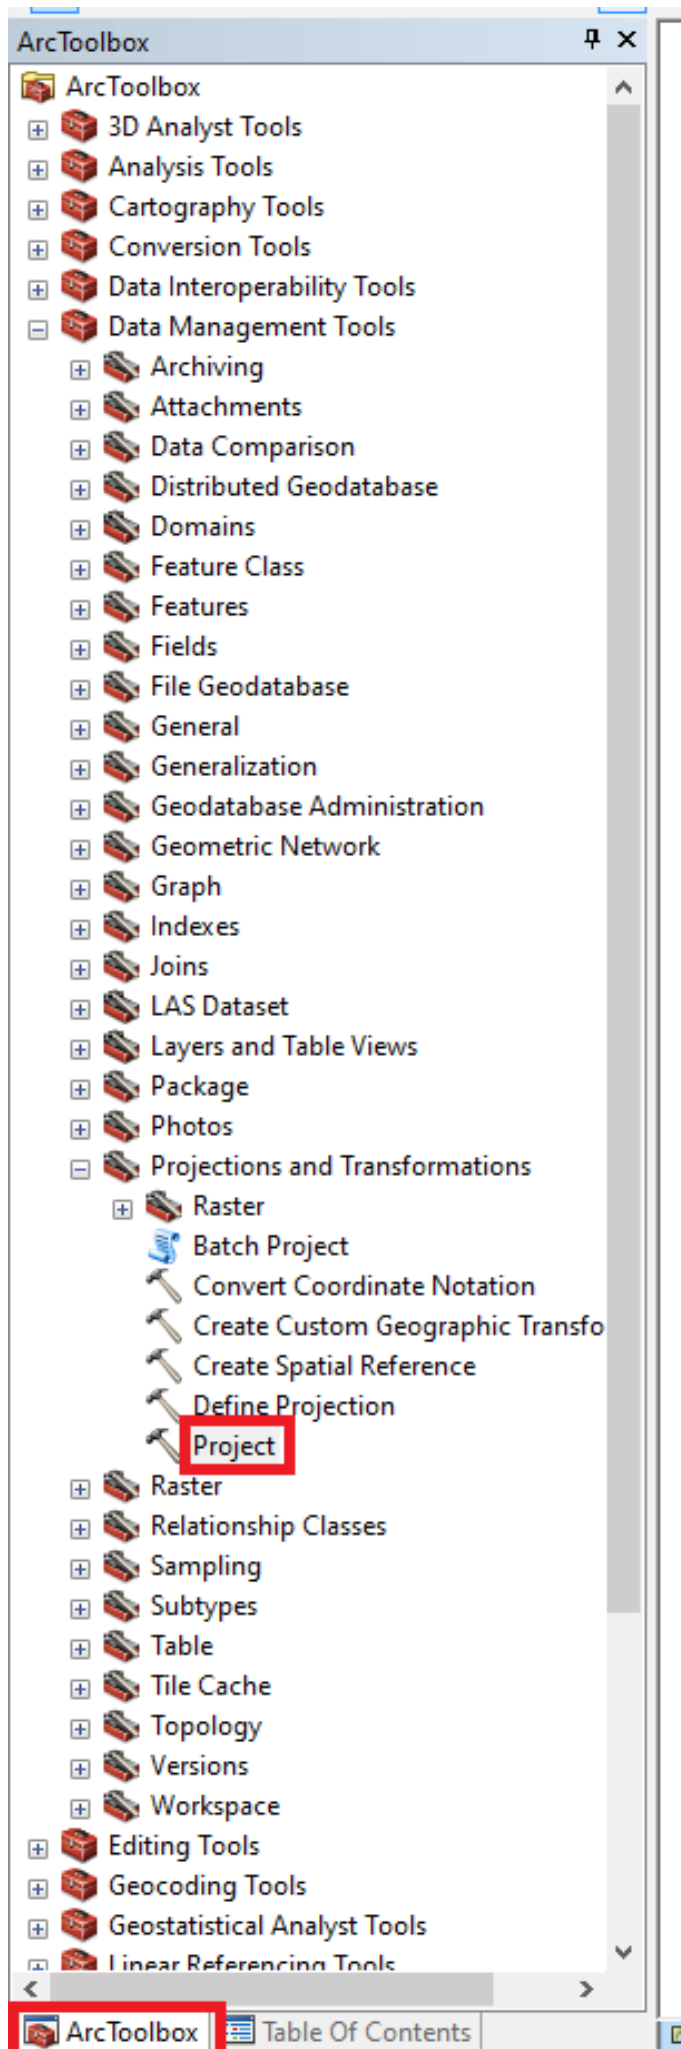 ArcToolbox
ArcToolbox
3D Analyst Tools
Analysis Tools
Cartography Tools
Conversion Tools
Data Interoperability Tools
Data Management Tools
Archiving
Attachments
Data Comparison
Distributed Geodatabase
Domains
Feature Class
Features
Fields
File Geodatabase
General
Generalization
Geodatabase Administration
Geometric Network
Graph
Indexes
Joins
LAS Dataset
Layers and Table Views
Package
Photos
Projections and Transformations
Raster
Batch Project
Convert Coordinate Notation
Create Custom Geographic Transfo
Create Spatial Reference
Define Projection
Project
Raster
Relationship Classes
Sampling
Subtypes
Table
Tile Cache
Topology
Versions
Workspace
Editing Tools
Geocoding Tools
Geostatistical Analyst Tools
Linear Referencing Tools
ArcToolbox Table Of Contents